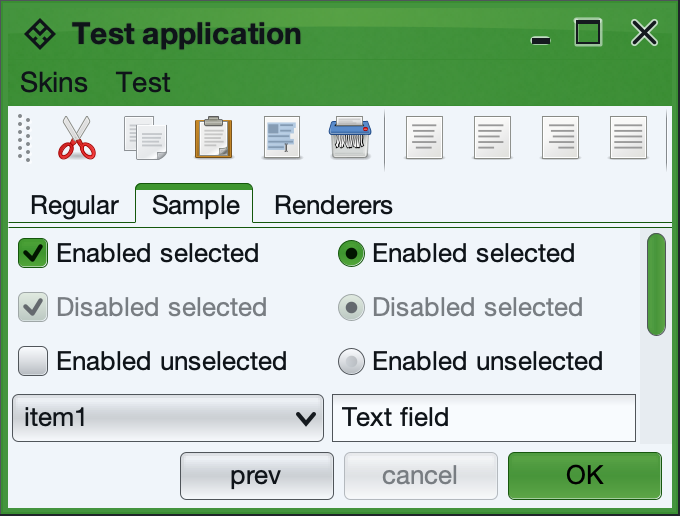 Test application
Skins Test
Regular Sample Renderers
Enabled selected Enabled selected
Disabled selected Disabled selected
Enabled unselected Enabled unselected
item1 Text field
prev cancel OK